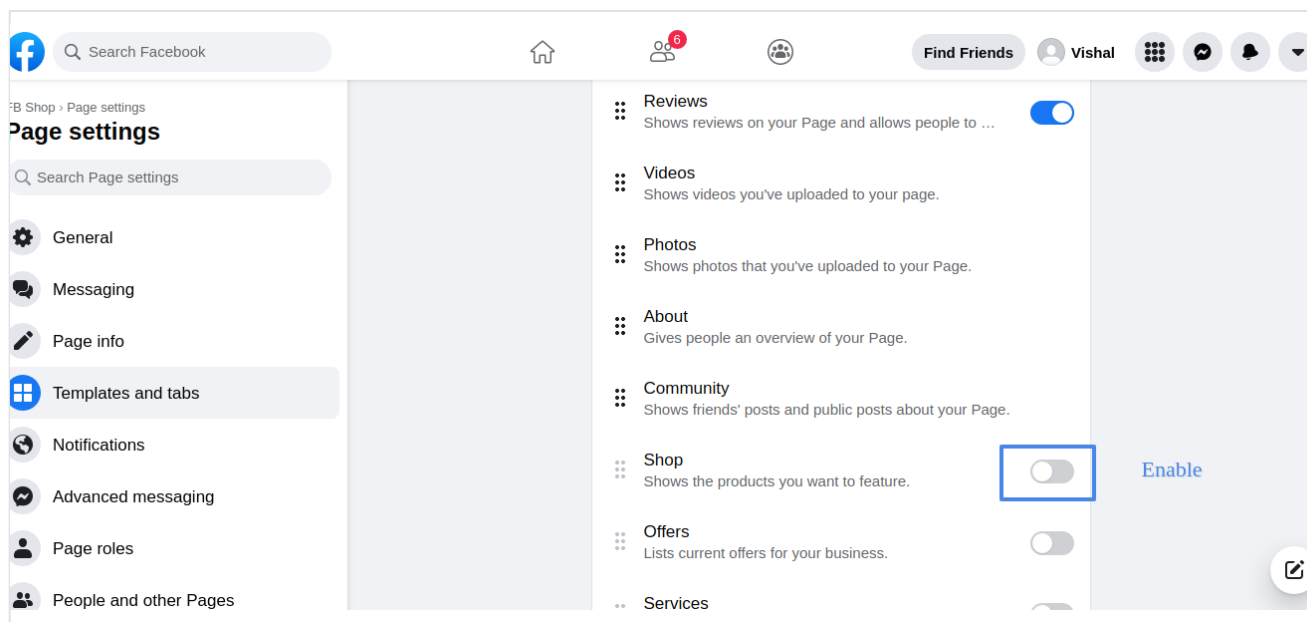 Search Facebook
6
Find Friends
Vishal
FB Shop › Page settings
Page settings
Search Page settings
General
Messaging
Page info
Templates and tabs
Notifications
Advanced messaging
Page roles
People and other Pages
Reviews
Shows reviews on your Page and allows people to …
Videos
Shows videos you've uploaded to your page.
Photos
Shows photos that you've uploaded to your Page.
About
Gives people an overview of your Page.
Community
Shows friends' posts and public posts about your Page.
Shop
Shows the products you want to feature.
Enable
Offers
Lists current offers for your business.
Services